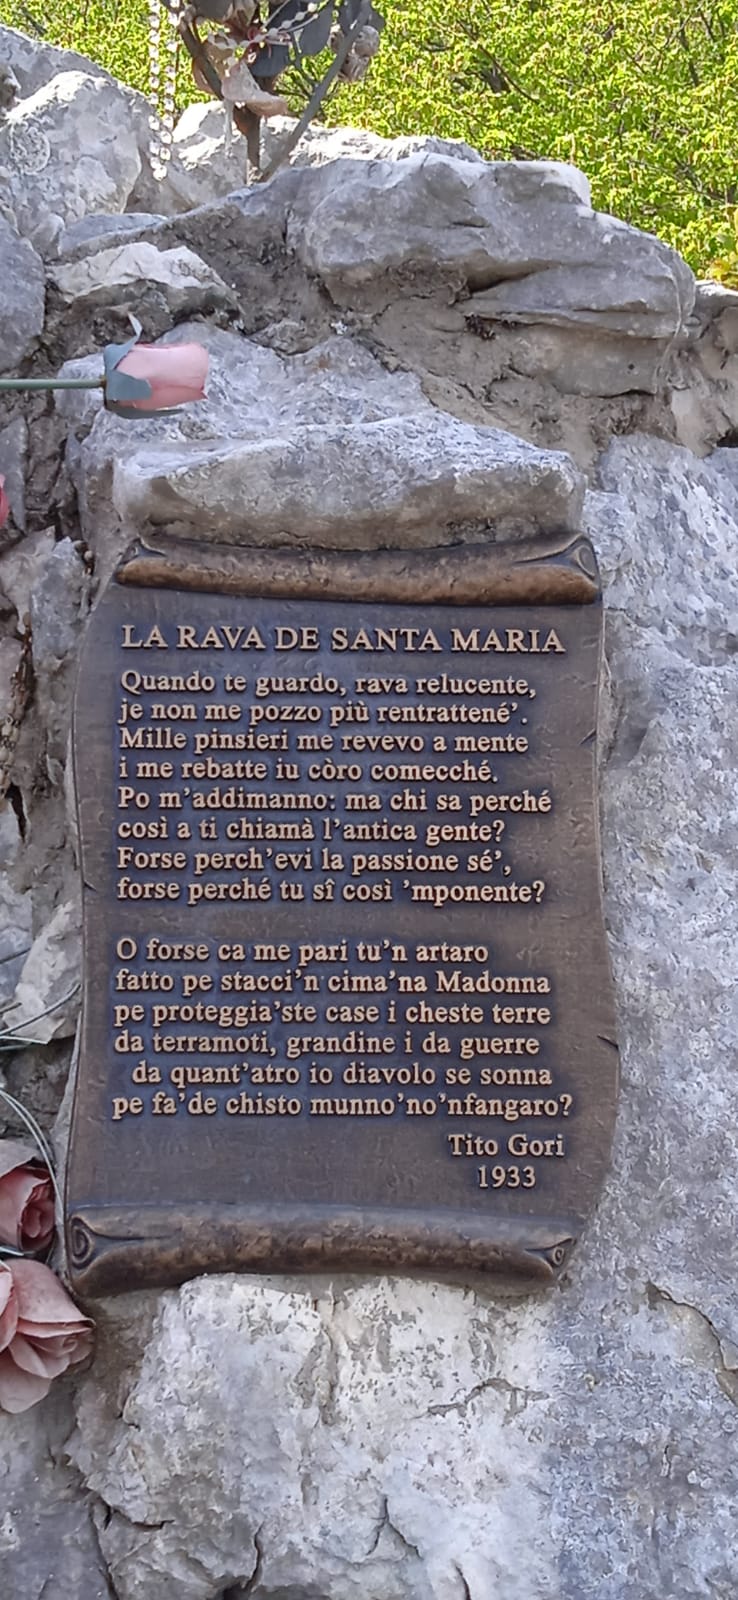 LA RAVA DE SANTA MARIA
Quando te guardo, rava relucente,
je non me pozzo più rentrattené'.
Mille pinsieri me revevo a mente
i me rebatte iu còro comecché.
Po m'addimanno: ma chi sa perché
così a ti chiamà l'antica gente?
Forse perch'evi la passione sé',
forse perché tu sî così 'mponente?
O forse ca me pari tu'n artaro
fatto pe stacci'n cima'na Madonna
pe proteggia'ste case i cheste terre
da terramoti, grandine i da guerre
da quant'atro io diavolo se sonna
pe fa'de chisto munno'no'nfangaro?
Tito Gori
1933